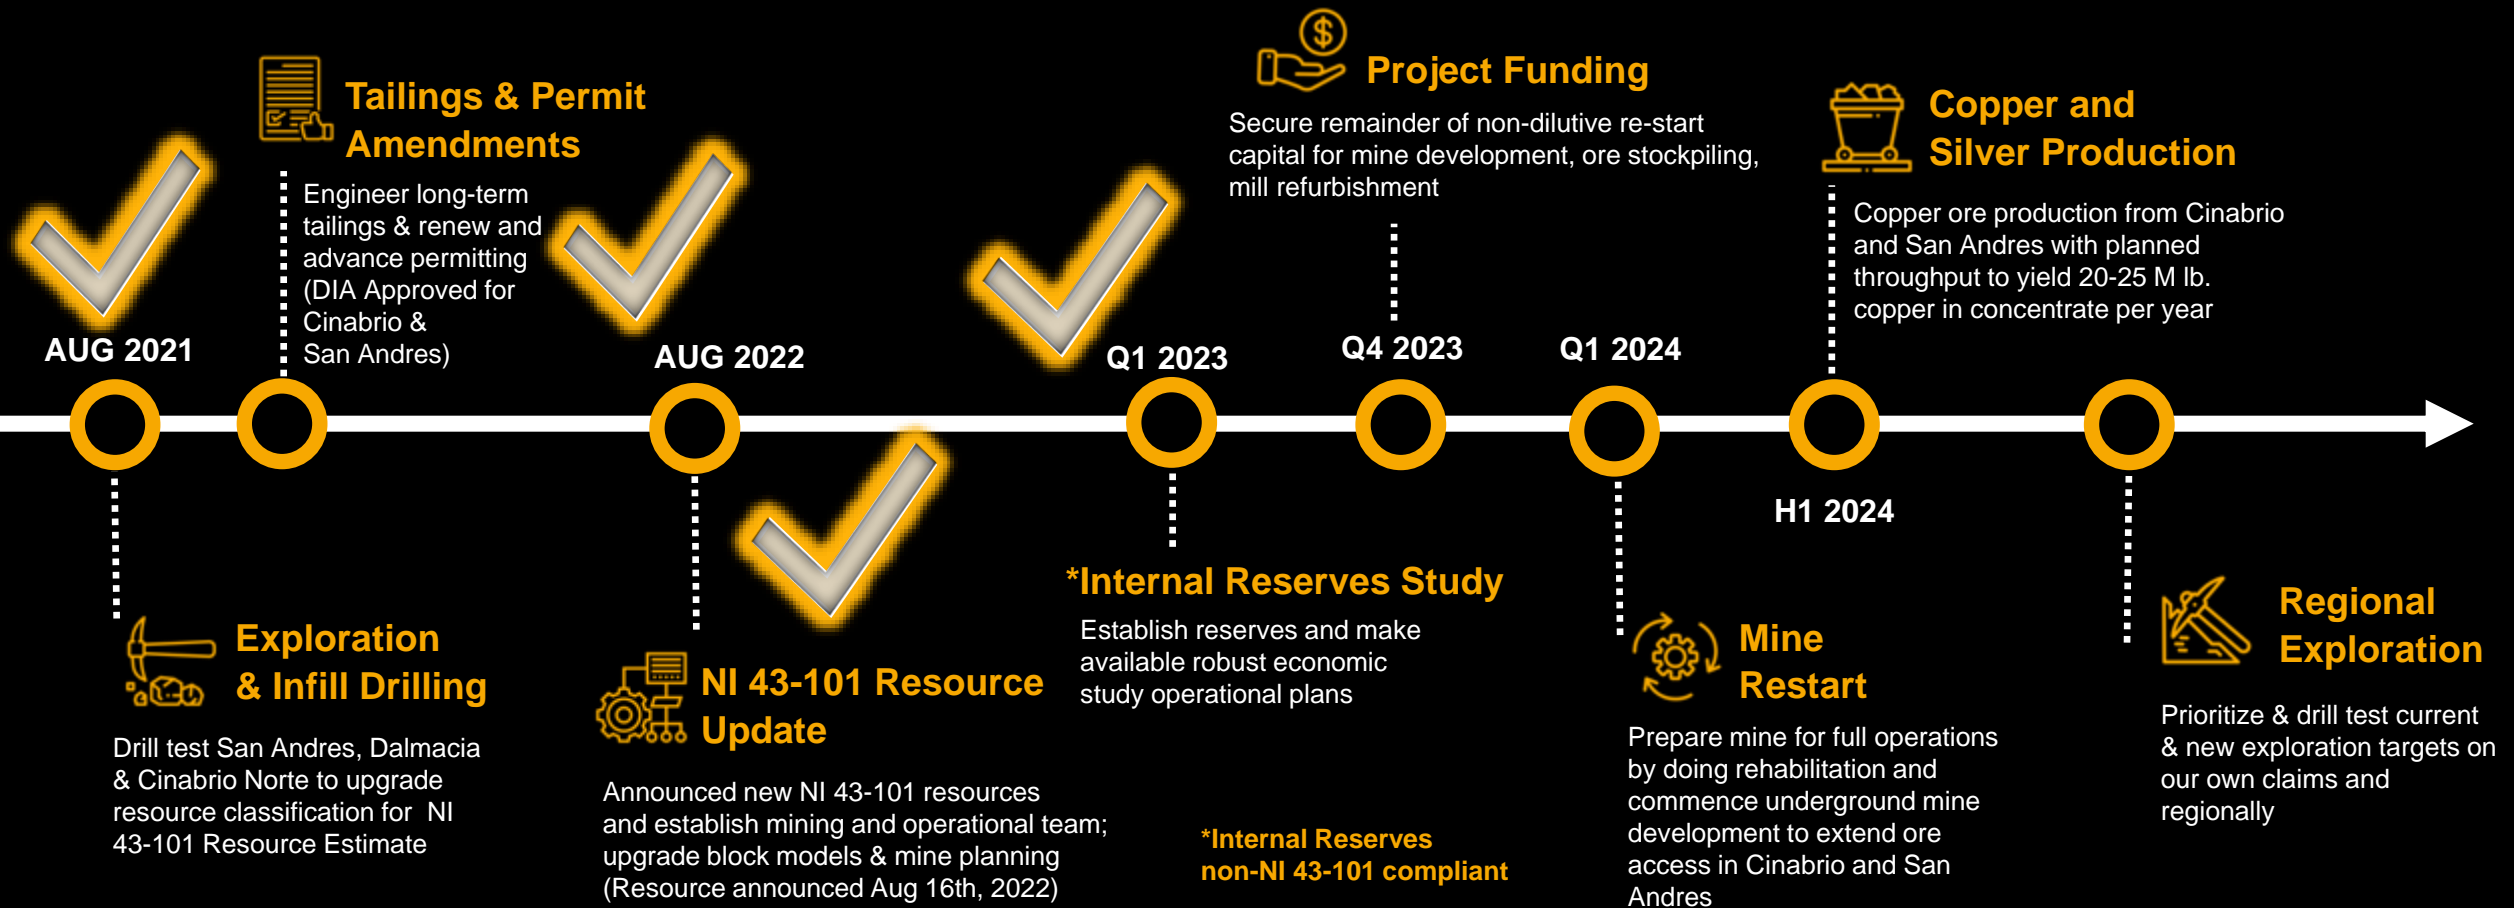 AUG 2021
Exploration
& Infill Drilling
Drill test San Andres, Dalmacia
& Cinabrio Norte to upgrade
resource classification for  NI
43-101 Resource Estimate
Tailings & Permit
Amendments
Engineer long-term
tailings & renew and
advance permitting
(DIA Approved for
Cinabrio &
San Andres)
AUG 2022
NI 43-101 Resource
Update
Announced new NI 43-101 resources
and establish mining and operational team;
upgrade block models & mine planning
(Resource announced Aug 16th, 2022)
Q1 2023
*Internal Reserves Study
Establish reserves and make
available robust economic
study operational plans
*Internal Reserves
non-NI 43-101 compliant
Project Funding
Secure remainder of non-dilutive re-start
capital for mine development, ore stockpiling,
mill refurbishment
Q4 2023
Q1 2024
Mine
Restart
Prepare mine for full operations
by doing rehabilitation and
commence underground mine
development to extend ore
access in Cinabrio and San
Andres
Copper and
Silver Production
Copper ore production from Cinabrio
and San Andres with planned
throughput to yield 20-25 M lb.
copper in concentrate per year
H1 2024
Regional
Exploration
Prioritize & drill test current
& new exploration targets on
our own claims and
regionally